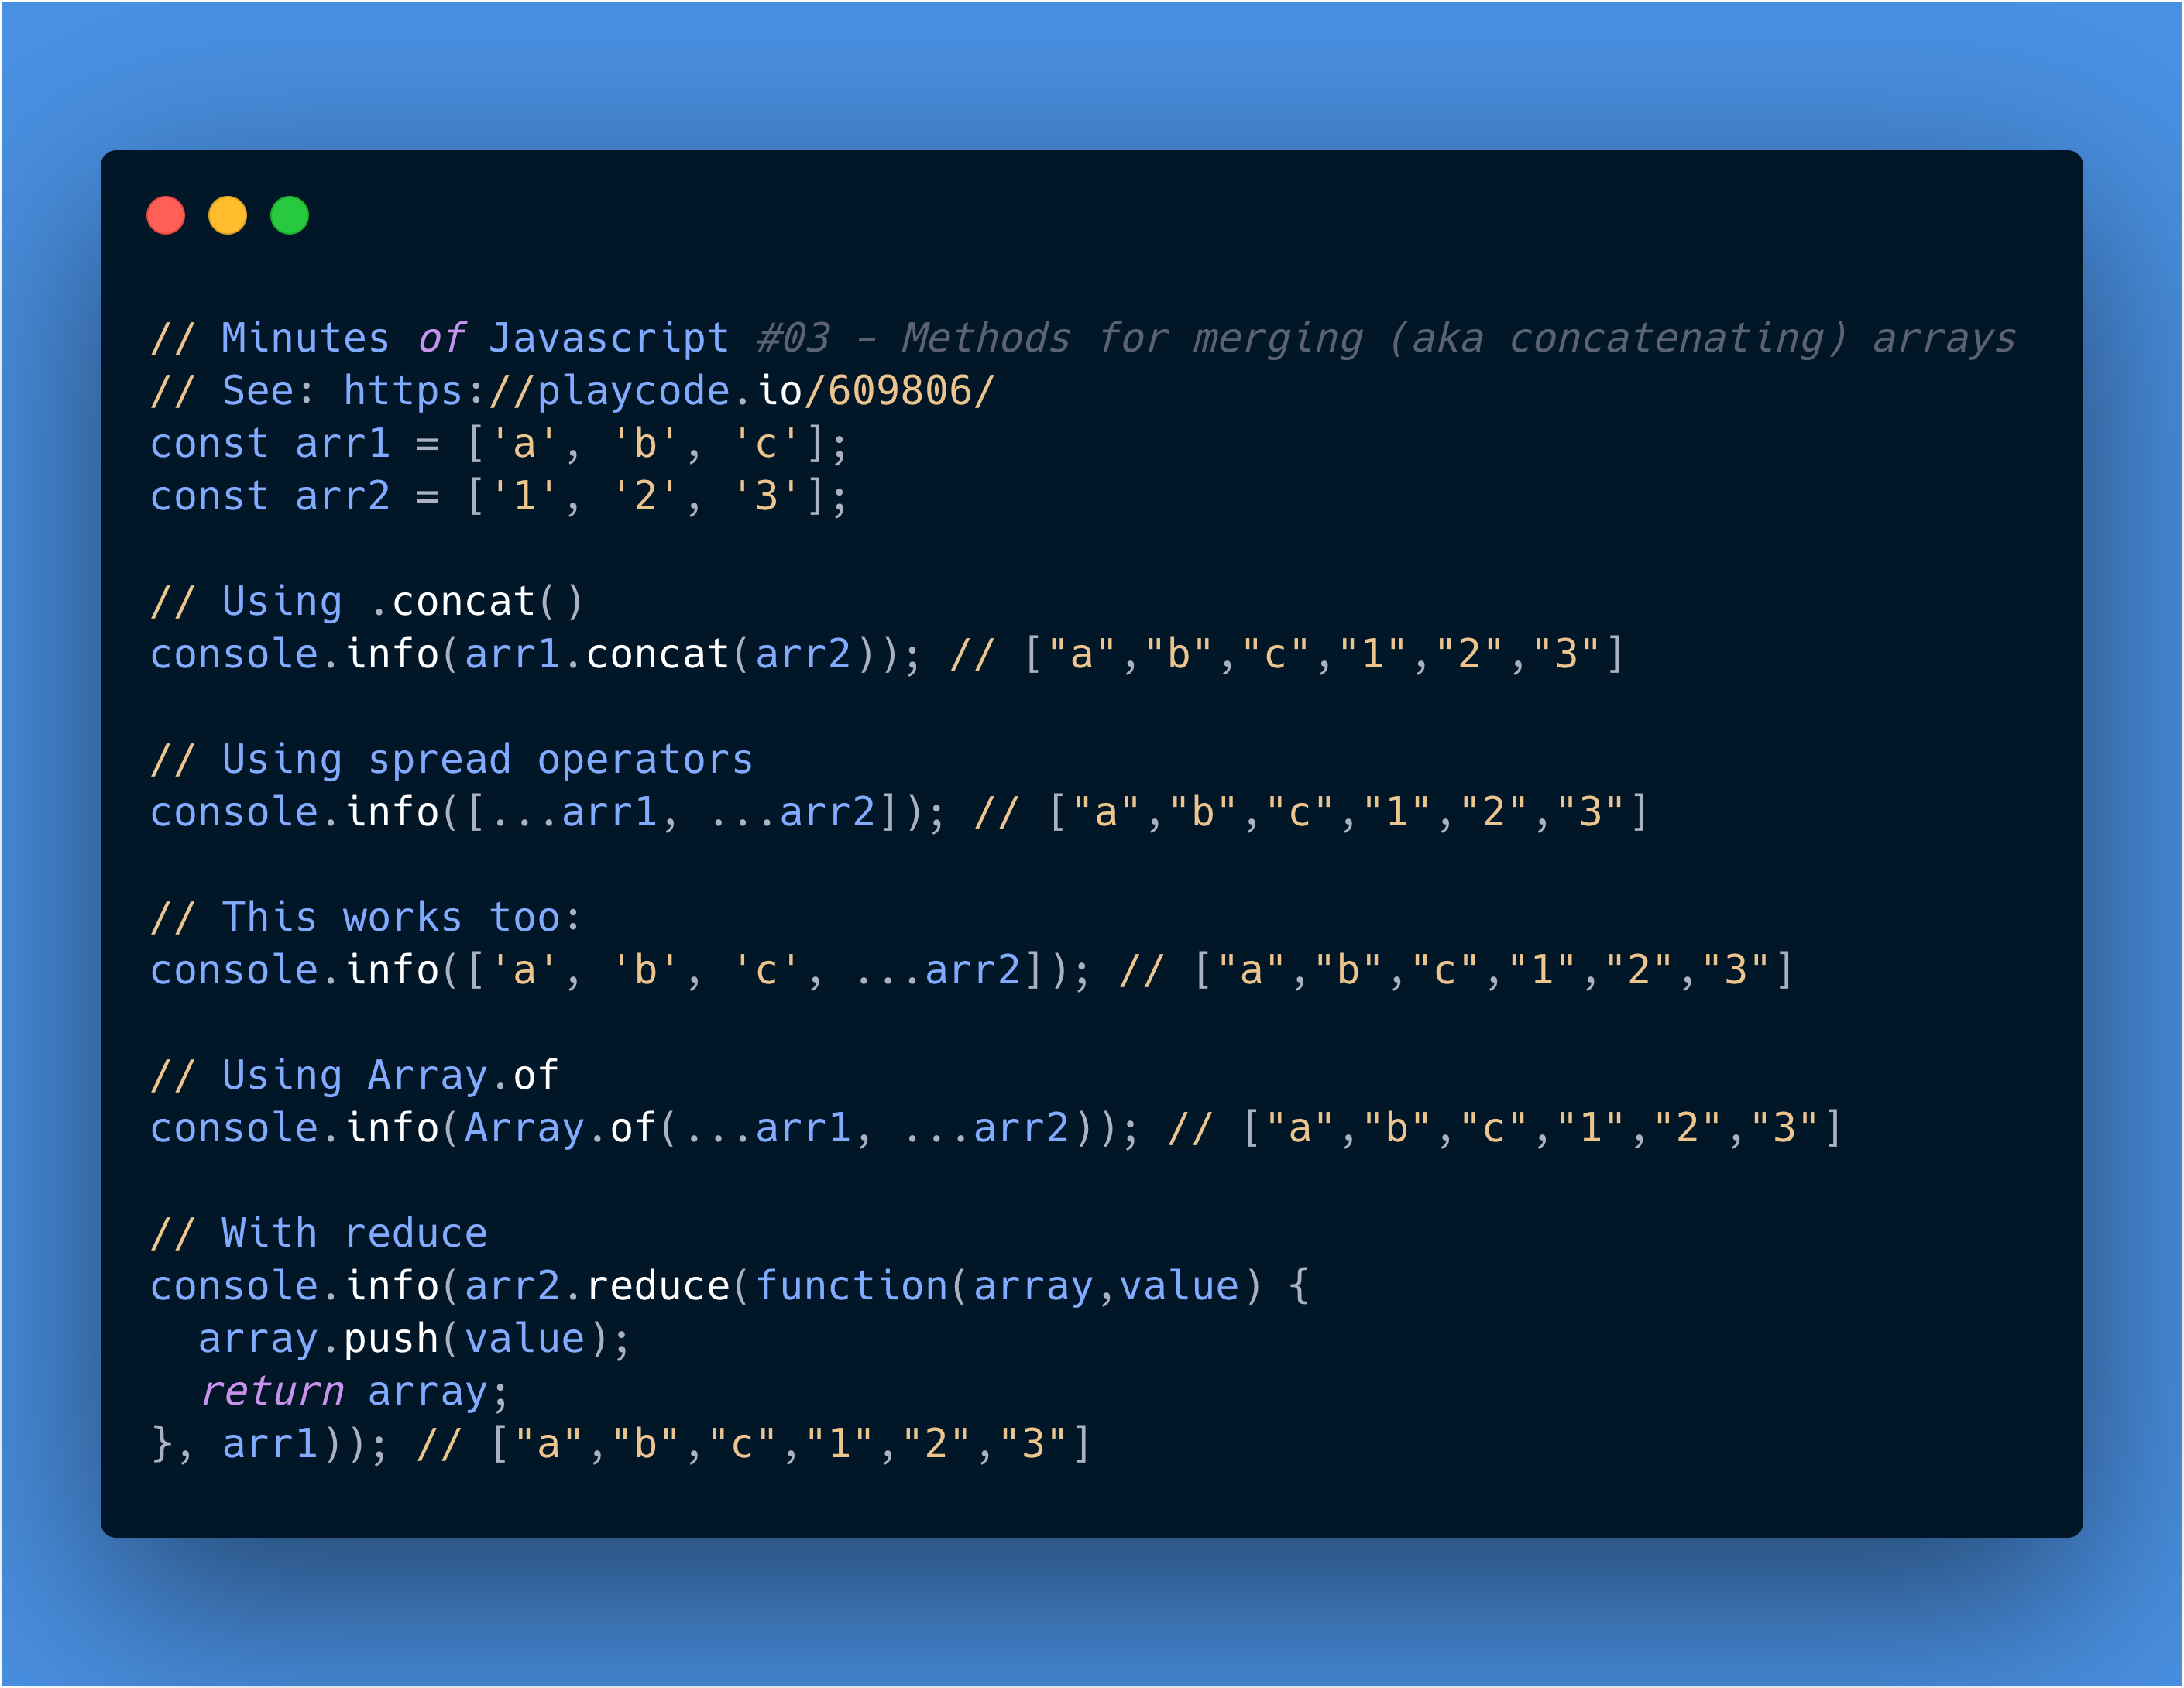 // Minutes of Javascript #03 - Methods for merging (aka concatenating) arrays
// See: https://playcode.io/609806/
const arr1 = ['a', 'b', 'c'];
const arr2 = ['1', '2', '3'];
// Using .concat()
console.info(arr1.concat(arr2)); // ["a","b","c","1","2","3"]
// Using spread operators
console.info([...arr1, ...arr2]); // ["a","b","c","1","2","3"]
// This works too:
console.info(['a', 'b', 'c', ...arr2]); // ["a","b","c","1","2","3"]
// Using Array.of
console.info(Array.of(...arr1, ...arr2)); // ["a","b","c","1","2","3"]
// With reduce
console.info(arr2.reduce(function(array,value) {
  array.push(value);
  return array;
}, arr1)); // ["a","b","c","1","2","3"]